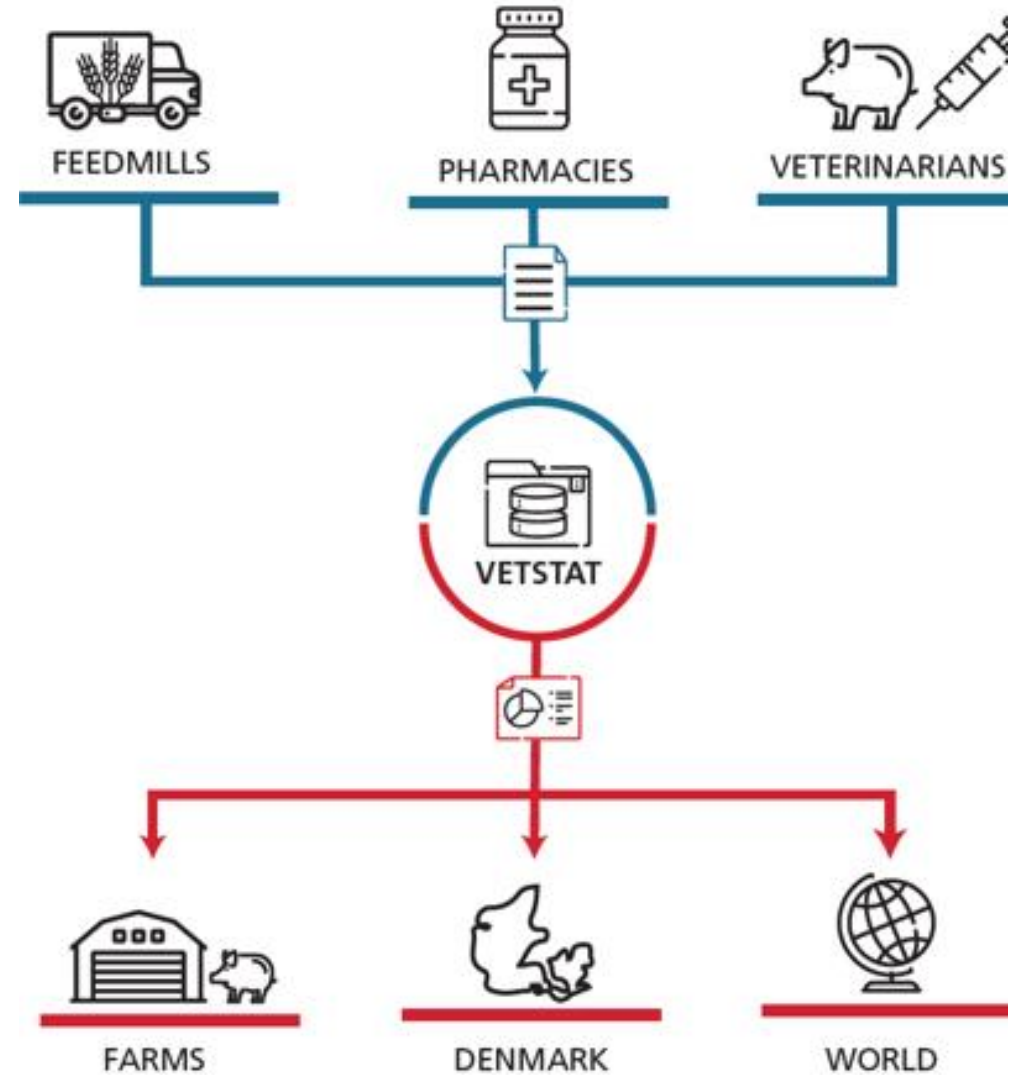 FEEDMILLS
PHARMACIES
VETERINARIANS
VETSTAT
FARMS
DENMARK
WORLD